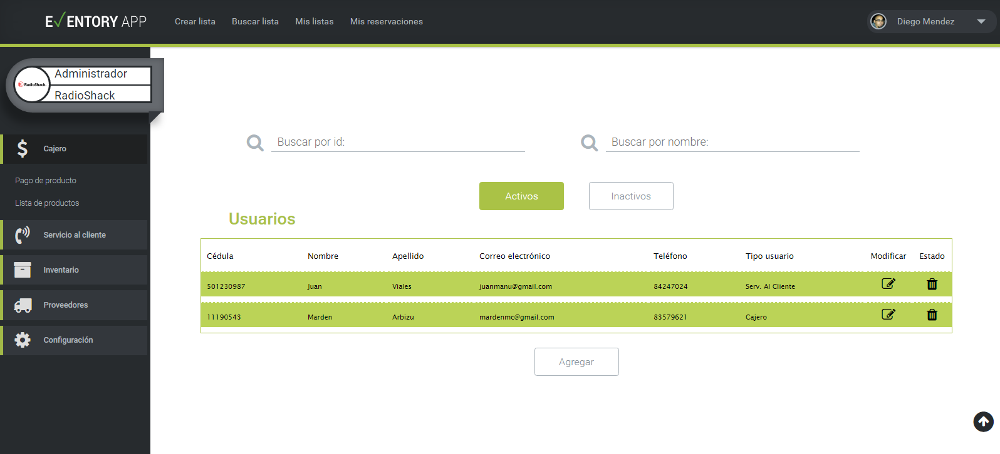 EVENTORY APP
Crear lista
Buscar lista
Mis listas
Mis reservaciones
Diego Mendez
Administrador
RadioShack.
RadioShack
Cajero
Pago de producto
Lista de productos
Servicio al cliente
Inventario
Proveedores
Configuración
Buscar por id:
Buscar por nombre:
Activos
Inactivos
Usuarios
Cédula Nombre Apellido Correo electrónico Teléfono Tipo usuario Modificar Estado
501230987 Juan Viales juanmanu@gmail.com 84247024 Serv. Al Cliente
11190543 Marden Arbizu mardenmc@gmail.com 83579621 Cajero
Agregar